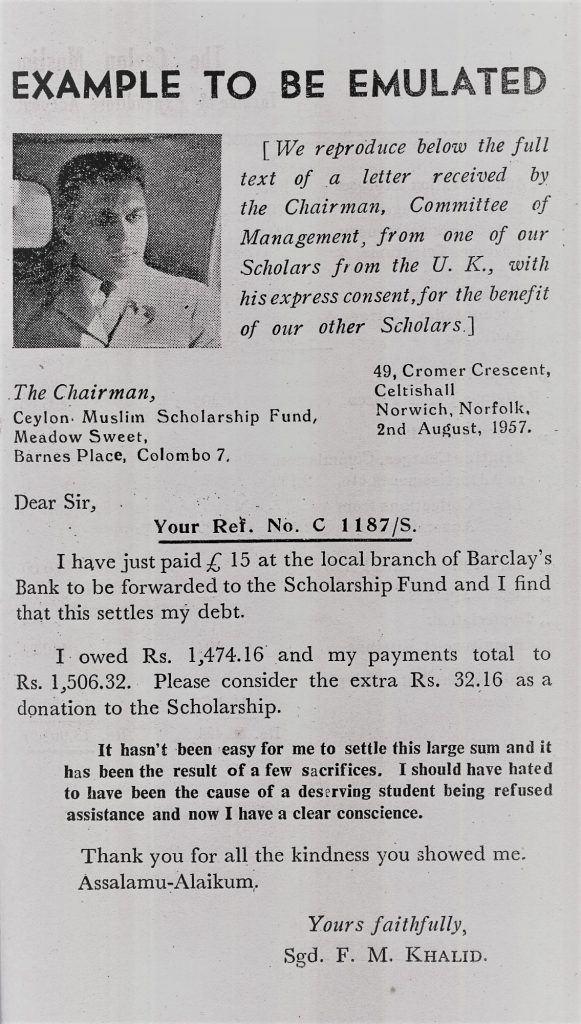 EXAMPLE TO BE EMULATED
[ We reproduce below the full
text of a letter received by
the Chairman, Committee of
Management, from one of our
Scholars from the U. K., with
his express consent, for the benefit
of our other Scholars.]
49, Cromer Crescent,
Celtishall
Norwich, Norfolk,
2nd August, 1957.
The Chairman,
Ceylon Muslim Scholarship Fund,
Meadow Sweet,
Barnes Place, Colombo 7.
Dear Sir,
Your Ref. No. C 1187/S.
I have just paid £ 15 at the local branch of Barclay's
Bank to be forwarded to the Scholarship Fund and I find
that this settles my debt.
I owed Rs. 1,474.16 and my payments total to
Rs. 1,506.32. Please consider the extra Rs. 32.16 as a
donation to the Scholarship.
It hasn't been easy for me to settle this large sum and it
has been the result of a few sacrifices. I should have hated
to have been the cause of a deserving student being refused
assistance and now I have a clear conscience.
Thank you for all the kindness you showed me.
Assalamu-Alaikum.
Yours faithfully,
Sgd. F. M. KHALID.